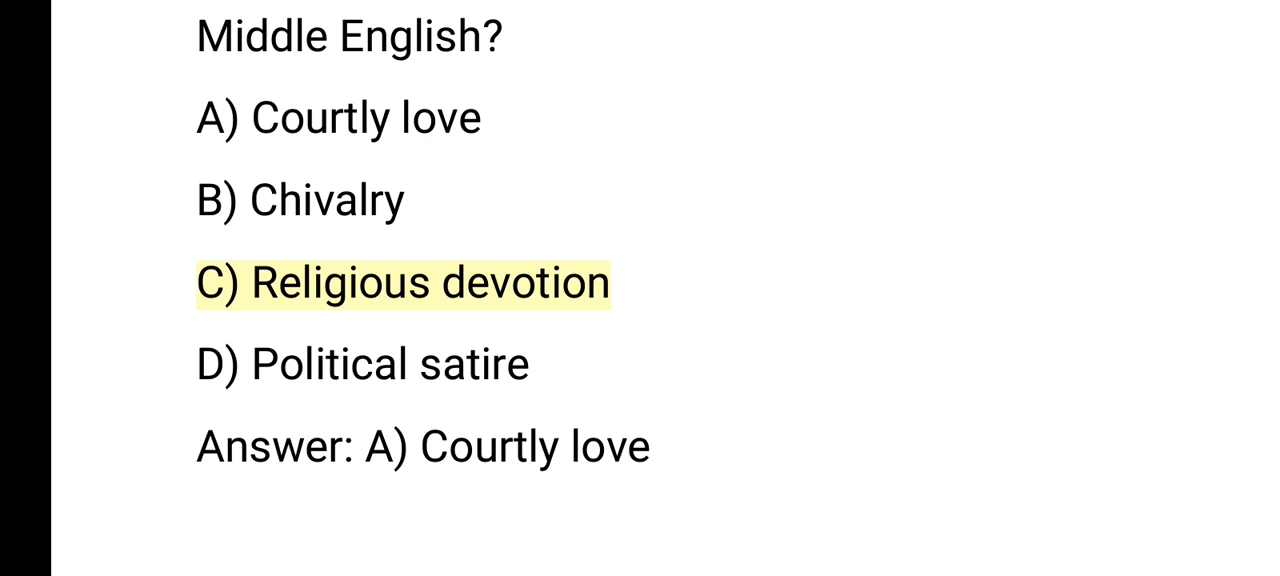 Middle English?
A) Courtly love
B) Chivalry
C) Religious devotion
D) Political satire
Answer: A) Courtly love